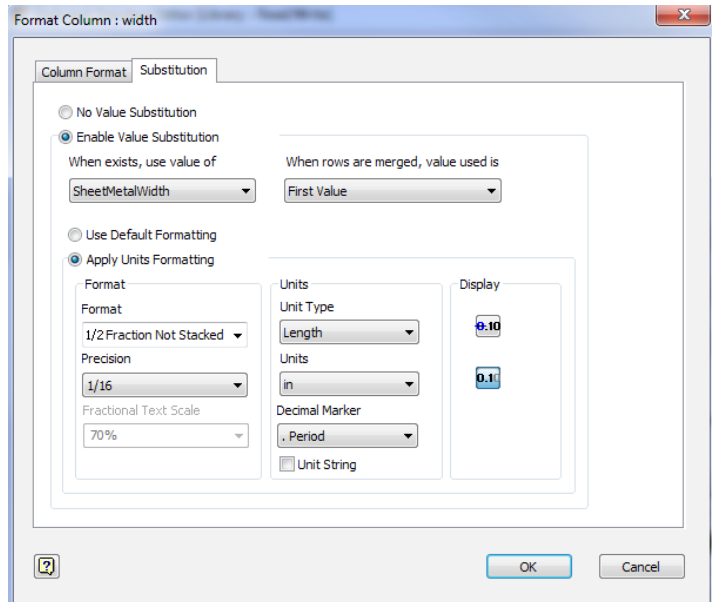 Format Column : width
Column Format Substitution
No Value Substitution
Enable Value Substitution
When exists, use value of When rows are merged, value used is
SheetMetalWidth First Value
Use Default Formatting
Apply Units Formatting
Format Units Display
Format Unit Type
1/2 Fraction Not Stacked Length
0.10
Precision Units
1/16 in
0.10
Fractional Text Scale Decimal Marker
70% . Period
Unit String
OK Cancel